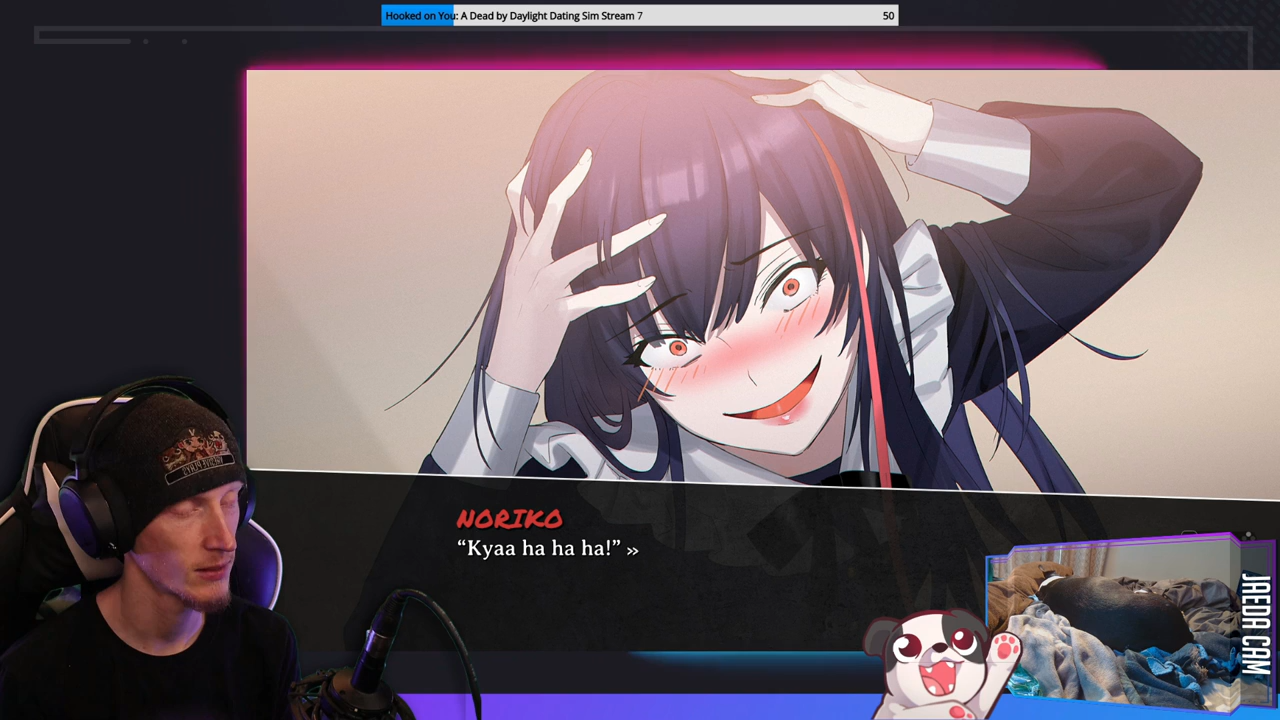 Hooked on You: A Dead by Daylight Dating Sim Stream 7
50
NORIKO
“Kyaa ha ha ha!” »
JAEDA CAM